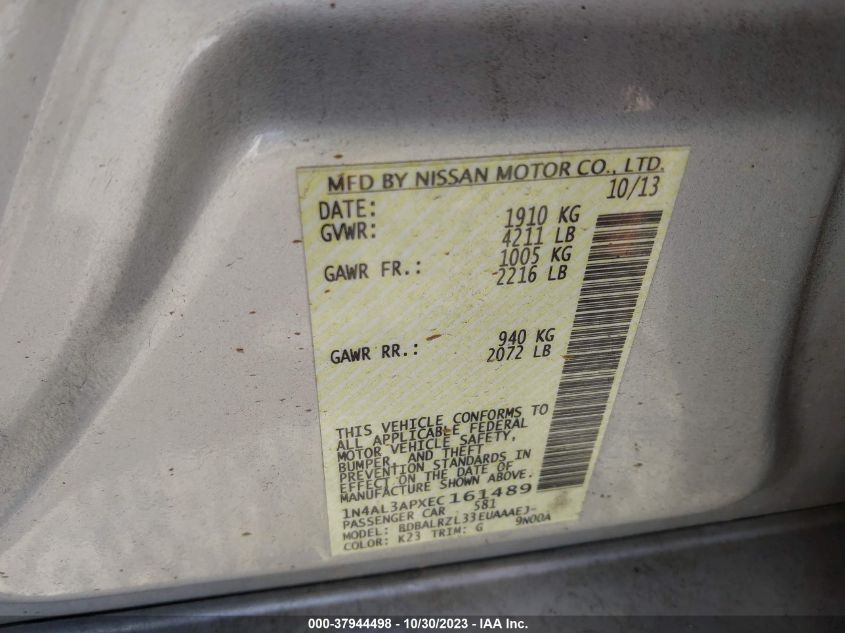 MFD BY NISSAN MOTOR CO., LTD.
DATE: 10/13
GVWR: 1910 KG
4211 LB
GAWR FR.: 1005 KG
2216 LB
GAWR RR.: 940 KG
2072 LB
THIS VEHICLE CONFORMS TO
ALL APPLICABLE FEDERAL
MOTOR VEHICLE SAFETY,
BUMPER, AND THEFT
PREVENTION STANDARDS IN
EFFECT ON THE DATE OF
MANUFACTURE SHOWN ABOVE.
1N4AL3APXEC161489
PASSENGER CAR 581
MODEL: BDBALRZL33EUAAAEJ-
9N00A
COLOR: K23 TRIM: G
000-37944498 - 10/30/2023 - IAA Inc.